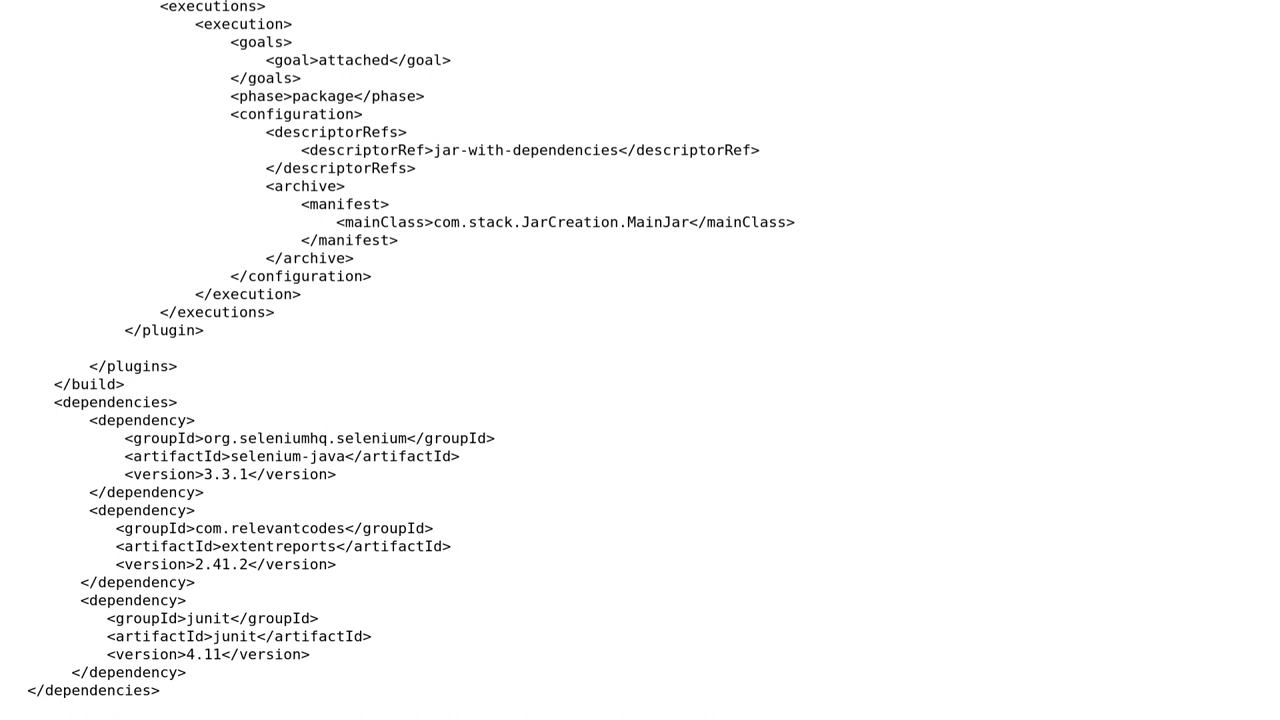 <executions>
<execution>
<goals>
<goal>attached</goal>
</goals>
<phase>package</phase>
<configuration>
<descriptorRefs>
<descriptorRef>jar-with-dependencies</descriptorRef>
</descriptorRefs>
<archive>
<manifest>
<mainClass>com.stack.JarCreation.MainJar</mainClass>
</manifest>
</archive>
</configuration>
</execution>
</executions>
</plugin>
</plugins>
</build>
<dependencies>
<dependency>
<groupId>org.seleniumhq.selenium</groupId>
<artifactId>selenium-java</artifactId>
<version>3.3.1</version>
</dependency>
<dependency>
<groupId>com.relevantcodes</groupId>
<artifactId>extentreports</artifactId>
<version>2.41.2</version>
</dependency>
<dependency>
<groupId>junit</groupId>
<artifactId>junit</artifactId>
<version>4.11</version>
</dependency>
</dependencies>